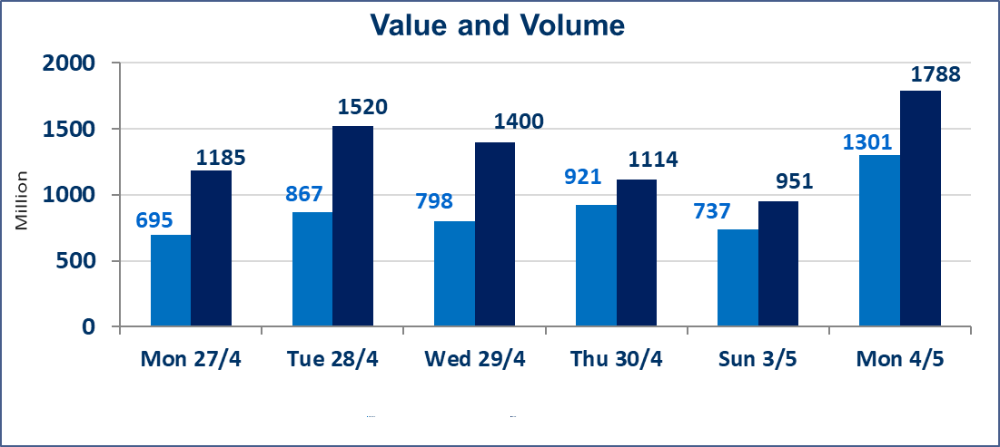 Value and Volume
2000
1500
1000
500
0
Million
695
1185
867
1520
798
1400
921
1114
737
951
1301
1788
Mon 27/4
Tue 28/4
Wed 29/4
Thu 30/4
Sun 3/5
Mon 4/5